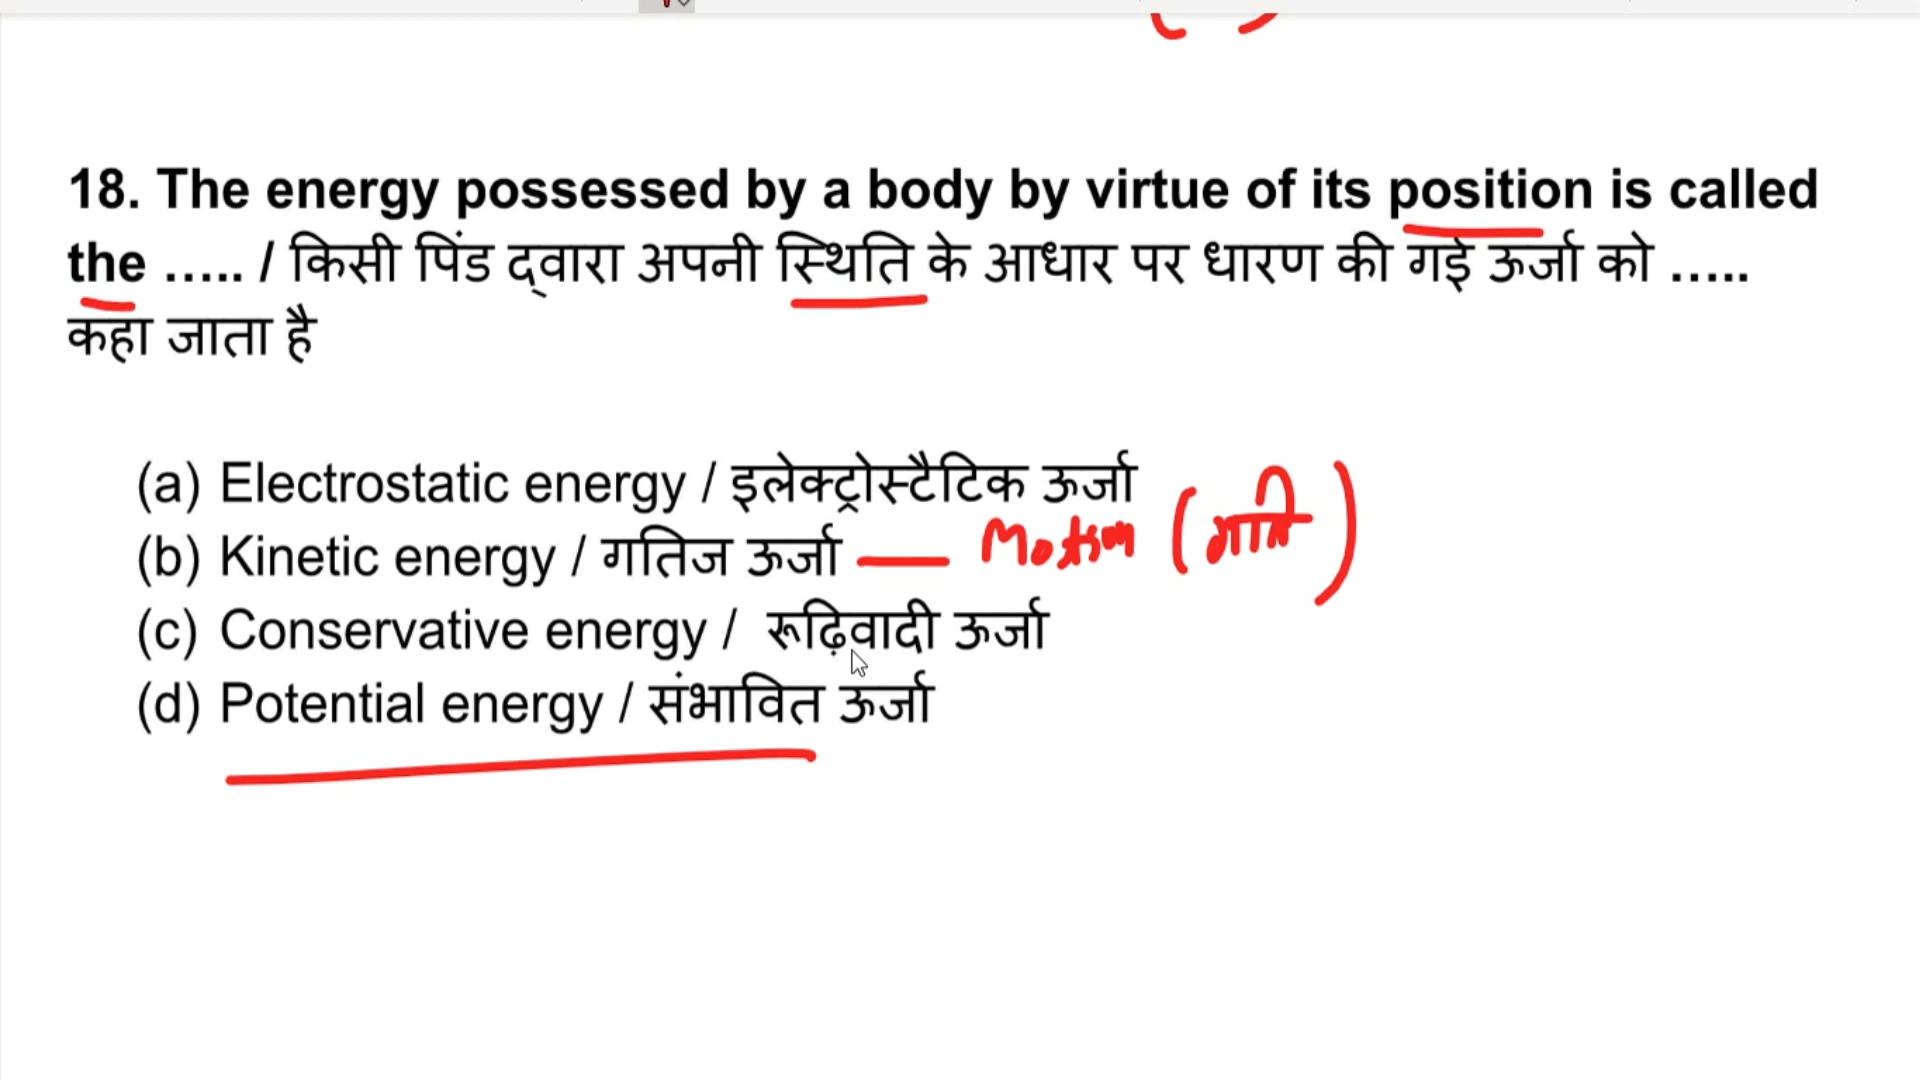 18. The energy possessed by a body by virtue of its position is called
the ..... / किसी पिंड द्वारा अपनी स्थिति के आधार पर धारण की गई ऊर्जा को .....
कहा जाता है
(a) Electrostatic energy / इलेक्ट्रोस्टैटिक ऊर्जा
(b) Kinetic energy / गतिज ऊर्जा — Motion (गति)
(c) Conservative energy / रूढ़िवादी ऊर्जा
(d) Potential energy / संभावित ऊर्जा